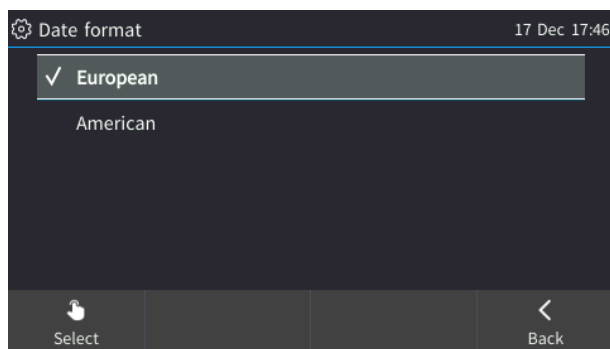 Date format
17 Dec 17:46
European
American
Select
Back